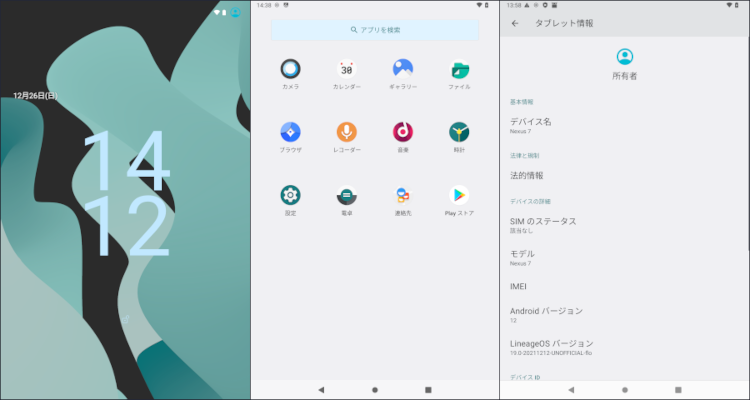 12月26日(日)
14
12
14:38
アプリを検索
カメラ
カレンダー
ギャラリー
ファイル
30
ブラウザ
レコーダー
音楽
時計
設定
電卓
連絡先
Play ストア
13:58
タブレット情報
所有者
基本情報
デバイス名
Nexus 7
法律と規制
法的情報
デバイスの詳細
SIM のステータス
該当なし
モデル
Nexus 7
IMEI
Android バージョン
12
LineageOS バージョン
19.0-20211212-UNOFFICIAL-flo
デバイス ID